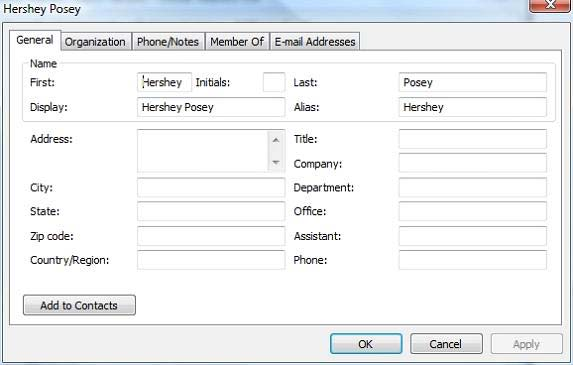 Hershey Posey
General Organization Phone/Notes Member Of E-mail Addresses
Name
First: Hershey Initials: Last: Posey
Display: Hershey Posey Alias: Hershey
Address: Title:
Company:
City: Department:
State: Office:
Zip code: Assistant:
Country/Region: Phone:
Add to Contacts
OK Cancel Apply